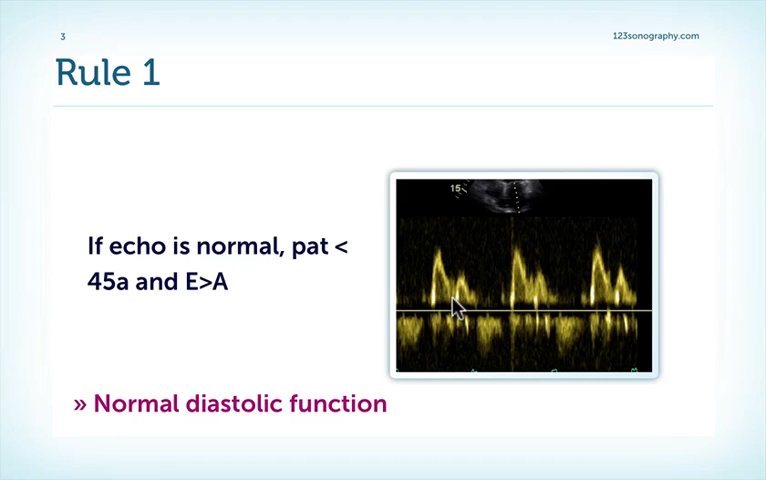 3
123sonography.com
Rule 1
15
If echo is normal, pat <
45a and E>A
» Normal diastolic function